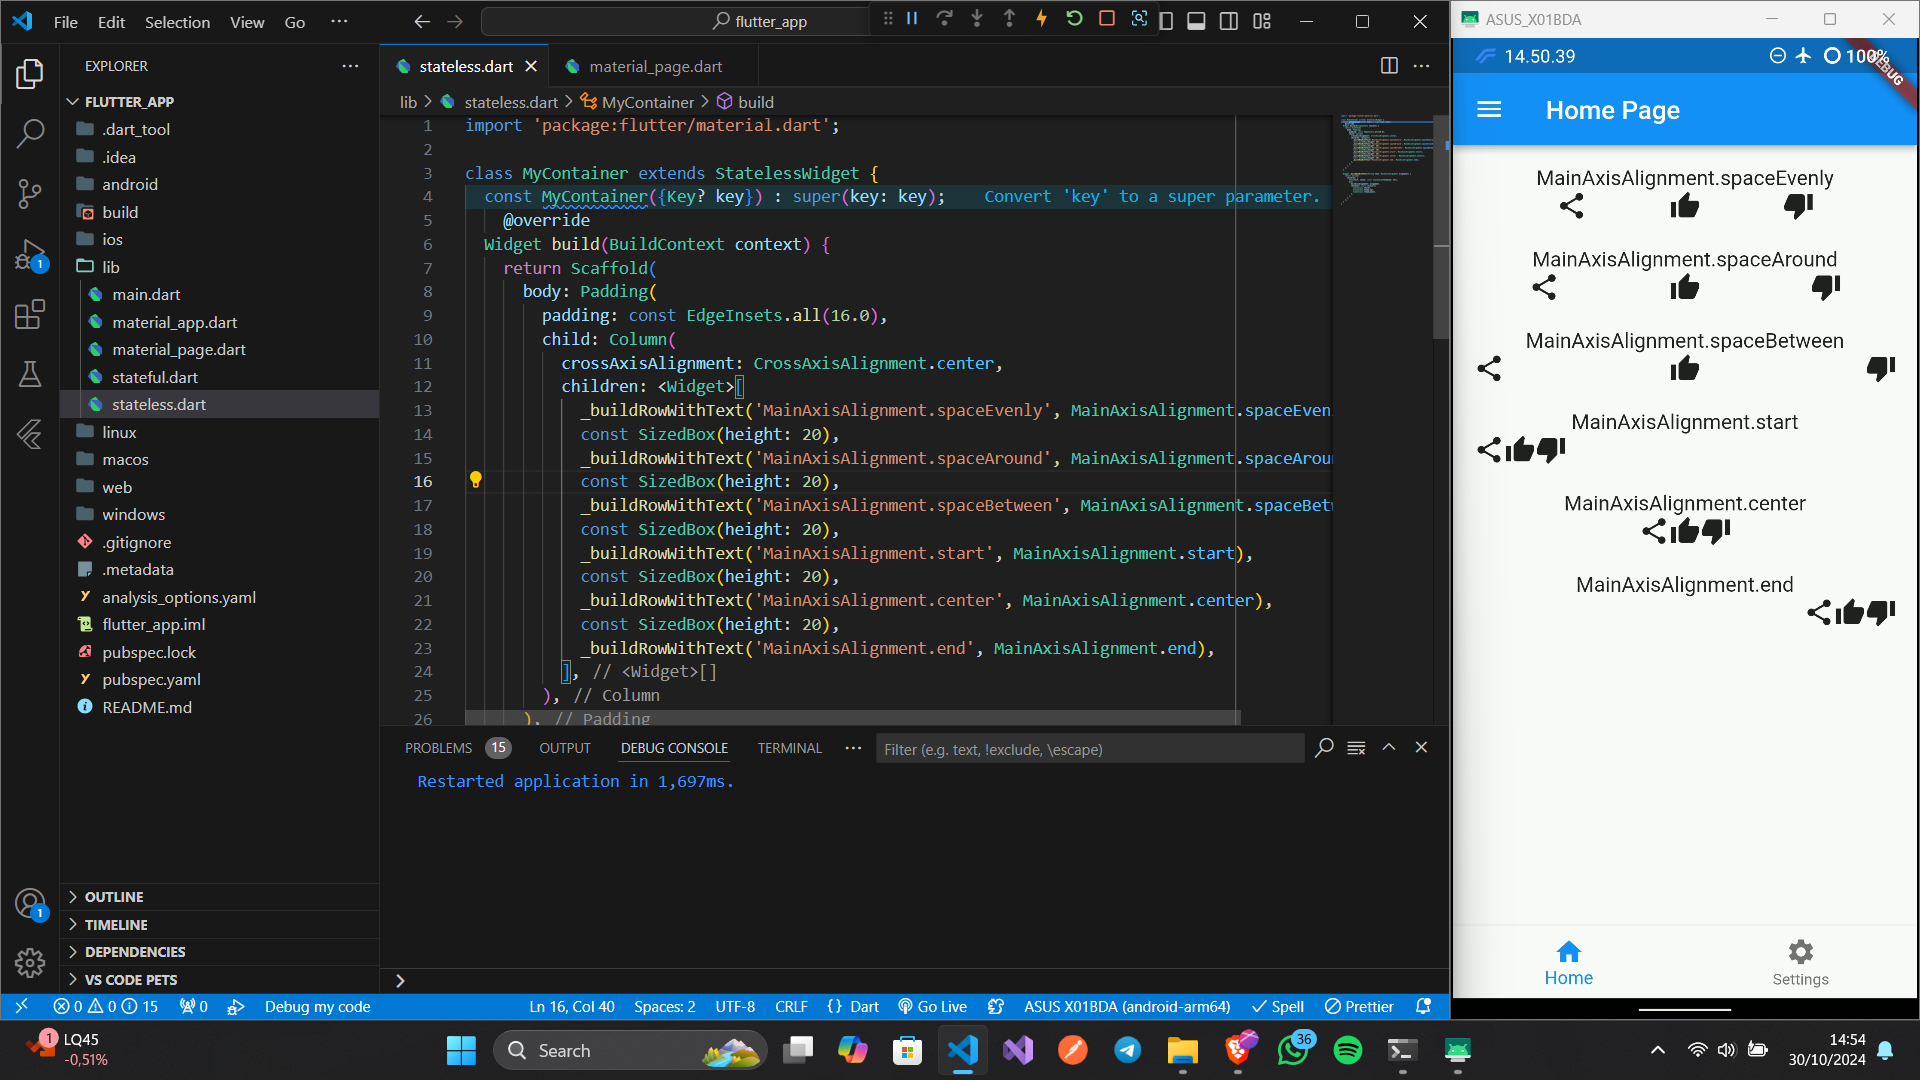 File Edit Selection View Go ··· flutter_app
EXPLORER
FLUTTER_APP
.dart_tool
.idea
android
build
ios
lib
main.dart
material_app.dart
material_page.dart
stateful.dart
stateless.dart
linux
macos
web
windows
.gitignore
.metadata
analysis_options.yaml
flutter_app.iml
pubspec.lock
pubspec.yaml
README.md
OUTLINE
TIMELINE
DEPENDENCIES
VS CODE PETS
1
1
stateless.dart material_page.dart
lib > stateless.dart > MyContainer > build
1 import 'package:flutter/material.dart';
2
3 class MyContainer extends StatelessWidget {
4 const MyContainer({Key? key}) : super(key: key); Convert 'key' to a super parameter.
5 @override
6 Widget build(BuildContext context) {
7 return Scaffold(
8 body: Padding(
9 padding: const EdgeInsets.all(16.0),
10 child: Column(
11 crossAxisAlignment: CrossAxisAlignment.center,
12 children: <Widget>[
13 _buildRowWithText('MainAxisAlignment.spaceEvenly', MainAxisAlignment.spaceEven
14 const SizedBox(height: 20),
15 _buildRowWithText('MainAxisAlignment.spaceAround', MainAxisAlignment.spaceArou
16 const SizedBox(height: 20),
17 _buildRowWithText('MainAxisAlignment.spaceBetween', MainAxisAlignment.spaceBet
18 const SizedBox(height: 20),
19 _buildRowWithText('MainAxisAlignment.start', MainAxisAlignment.start),
20 const SizedBox(height: 20),
21 _buildRowWithText('MainAxisAlignment.center', MainAxisAlignment.center),
22 const SizedBox(height: 20),
23 _buildRowWithText('MainAxisAlignment.end', MainAxisAlignment.end),
24 ], // <Widget>[]
25 ), // Column
26 ), // Padding
PROBLEMS 15 OUTPUT DEBUG CONSOLE TERMINAL ··· Filter (e.g. text, !exclude, \escape)
Restarted application in 1,697ms.
0 0 15 0 Debug my code Ln 16, Col 40 Spaces: 2 UTF-8 CRLF {} Dart Go Live ASUS X01BDA (android-arm64) Spell Prettier
ASUS_X01BDA
14.50.39 100%
DEBUG
Home Page
MainAxisAlignment.spaceEvenly
MainAxisAlignment.spaceAround
MainAxisAlignment.spaceBetween
MainAxisAlignment.start
MainAxisAlignment.center
MainAxisAlignment.end
Home Settings
1 LQ45
-0,51%
Search
36
14:54
30/10/2024